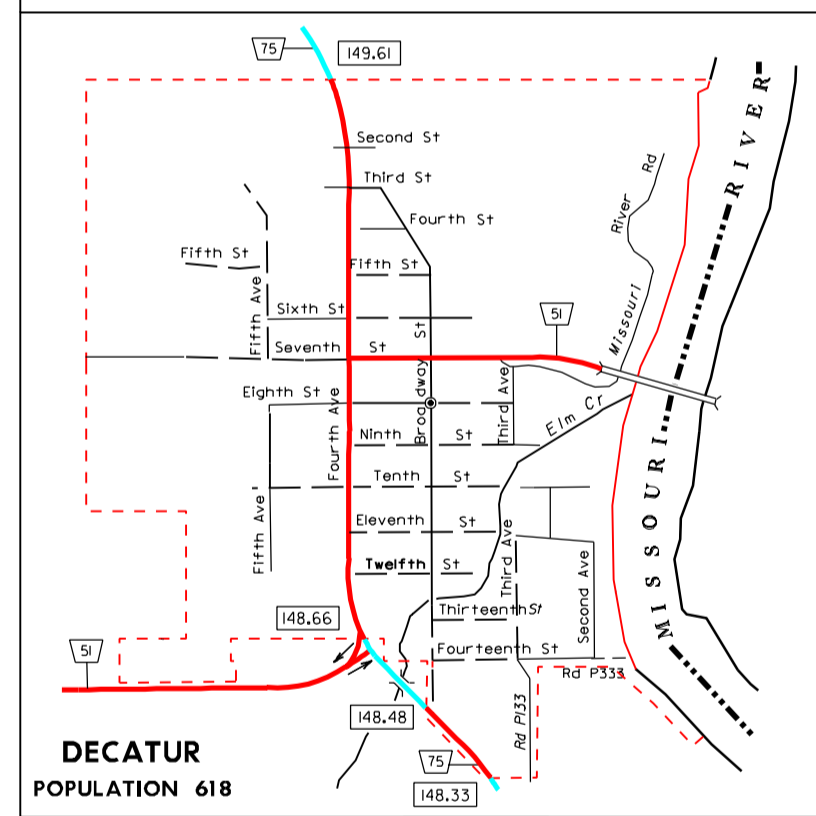 75
149.61
Second St
Third St
Fourth St
Fifth St
Fifth St
Fifth Ave
Sixth St
Seventh St
Broadway St
51
Missouri River Rd
MISSOURI RIVER
Eighth St
Third Ave
Elm Cr
Fourth Ave
Ninth St
Tenth St
Fifth Ave
Eleventh St
Third Ave
Second Ave
Twelfth St
Thirteenth St
148.66
Fourteenth St
51
Rd P333
Rd P133
148.48
75
148.33
DECATUR
POPULATION 618